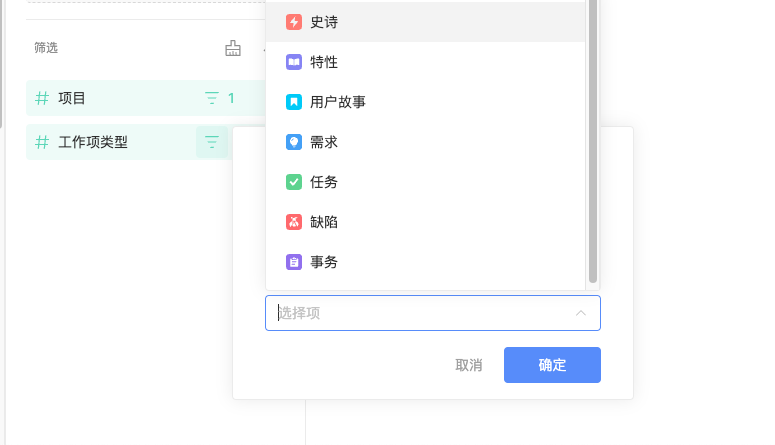 筛选
项目 1
工作项类型
史诗
特性
用户故事
需求
任务
缺陷
事务
选择项
取消 确定